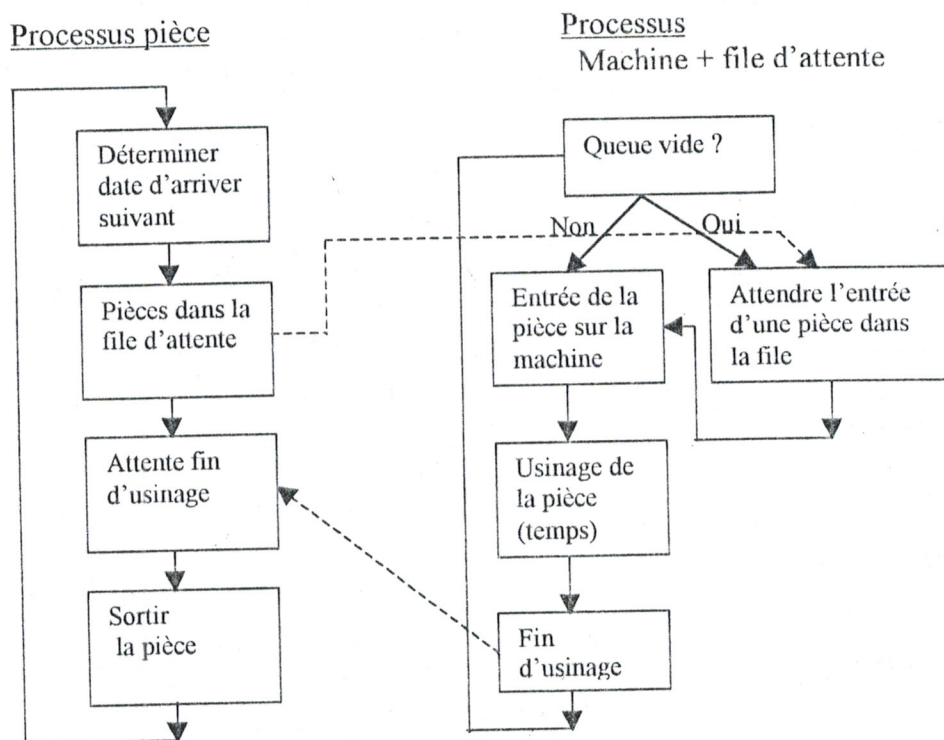 Processus pièce
Déterminer
date d'arriver
suivant
Pièces dans la
file d'attente
Attente fin
d'usinage
Sortir
la pièce
Processus
Machine + file d'attente
Queue vide ?
Non
Oui
Entrée de la
pièce sur la
machine
Attendre l'entrée
d'une pièce dans
la file
Usinage de
la pièce
(temps)
Fin
d'usinage